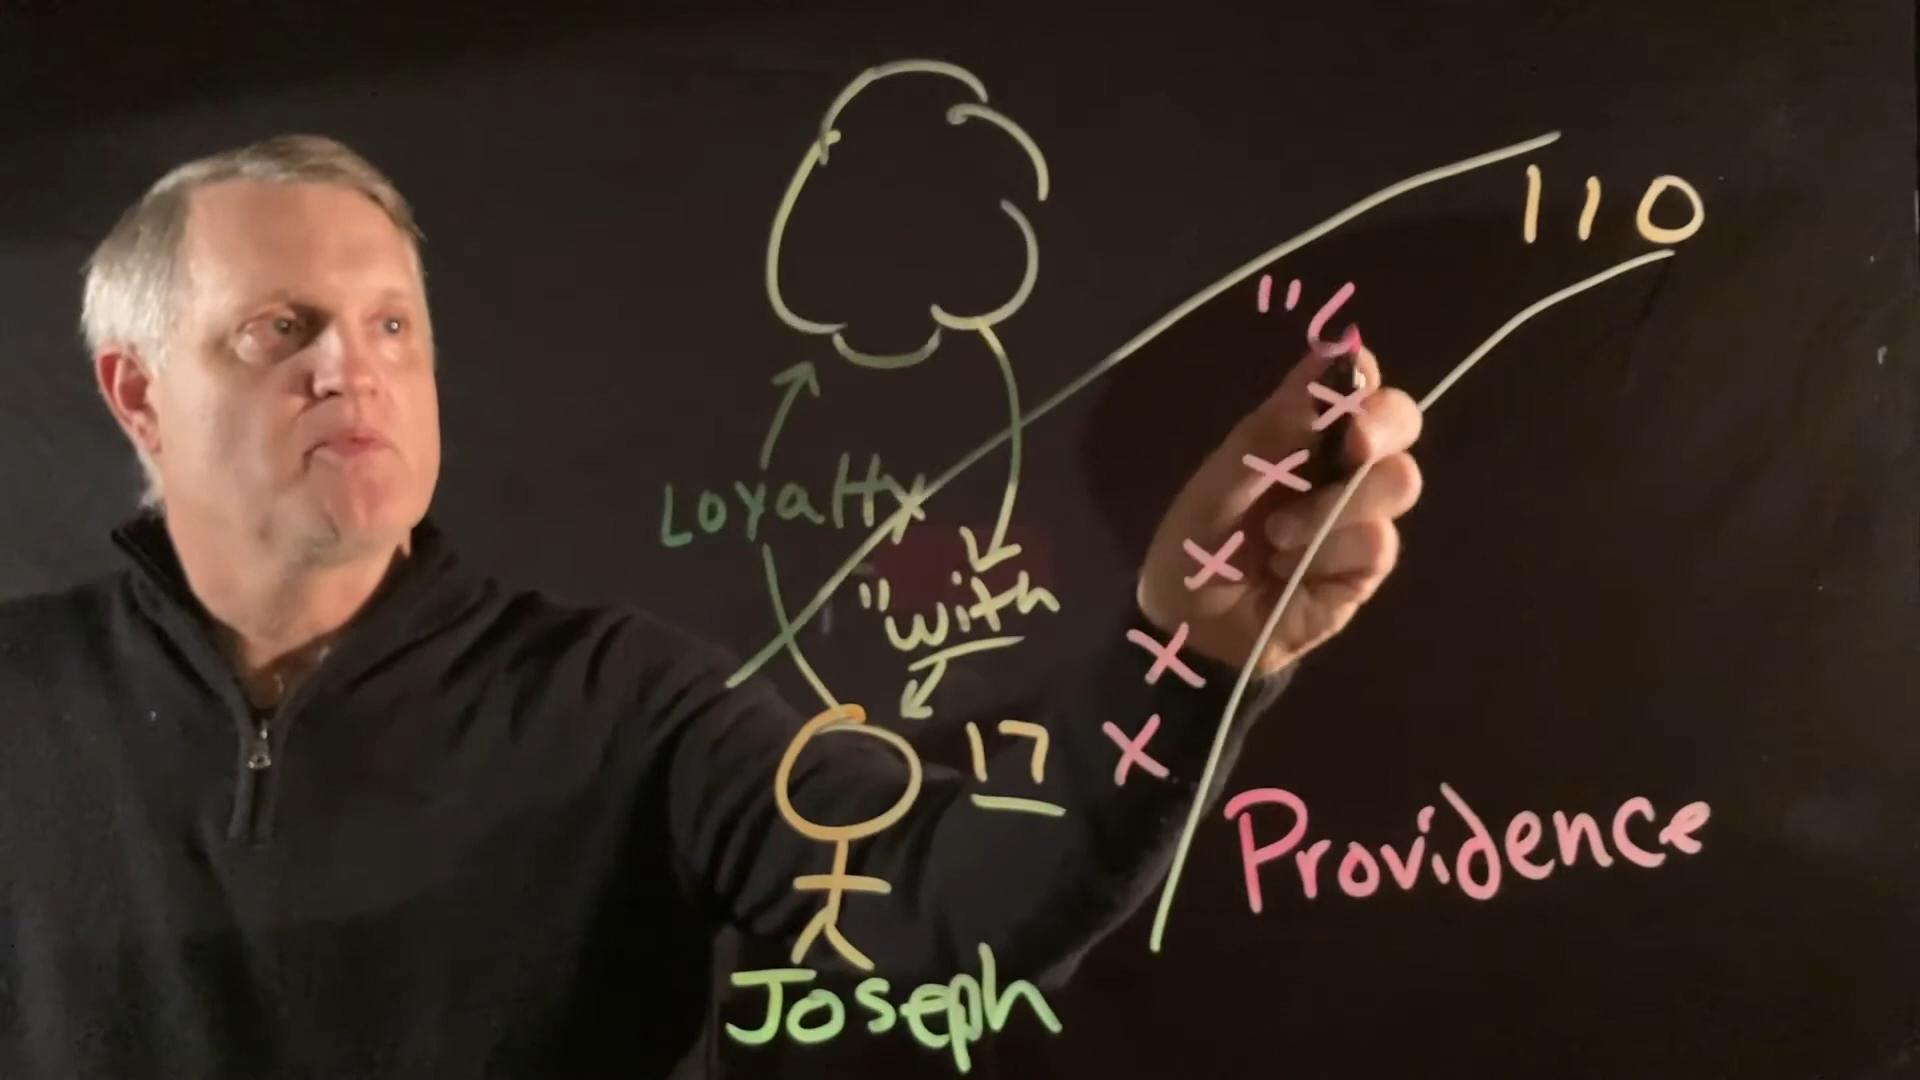 110
"C
Loyalty
"with
17
x
x
x
x
x
Providence
Joseph